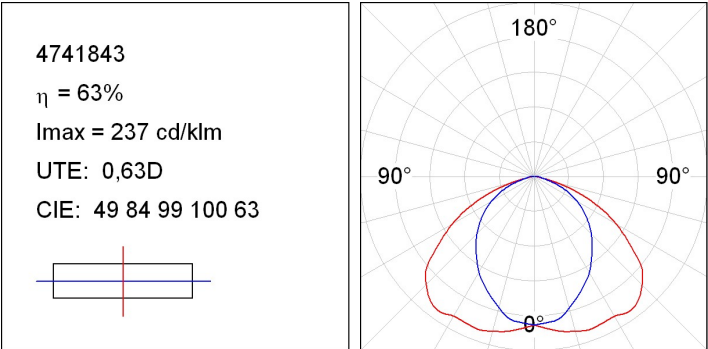 4741843
η = 63%
Imax = 237 cd/klm
UTE: 0,63D
CIE: 49 84 99 100 63
180°
90°
90°
0°